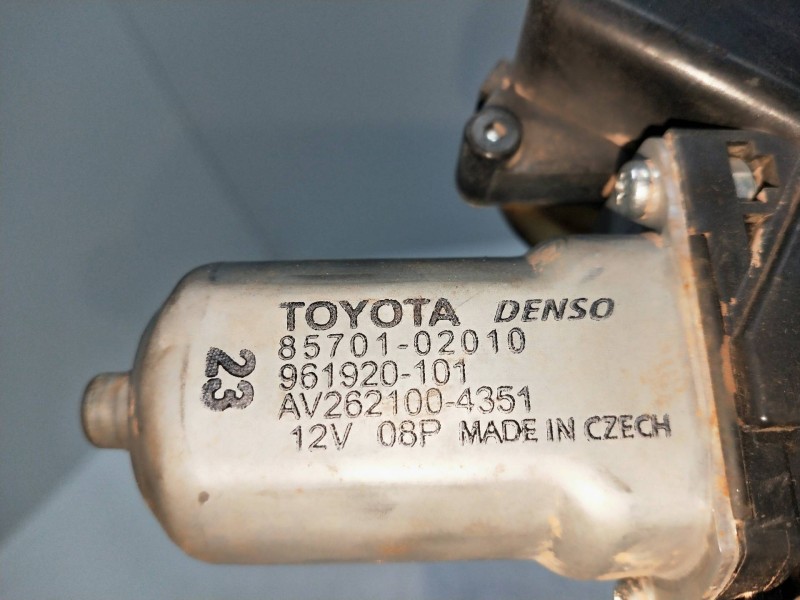 TOYOTA DENSO
85701-02010
961920-101
AV262100-4351
12V 08P MADE IN CZECH
23